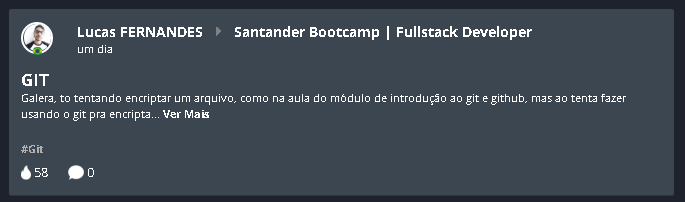 Lucas FERNANDES Santander Bootcamp | Fullstack Developer
um dia
GIT
Galera, to tentando encriptar um arquivo, como na aula do módulo de introdução ao git e github, mas ao tenta fazer
usando o git pra encripta... Ver Mais
#Git
58 0